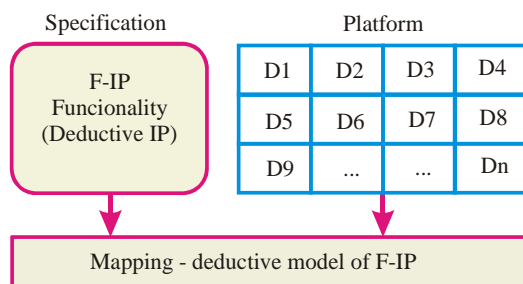 Specification
Platform
F-IP
Funcionality
(Deductive IP)
D1 D2 D3 D4
D5 D6 D7 D8
D9 ... ... Dn
Mapping - deductive model of F-IP